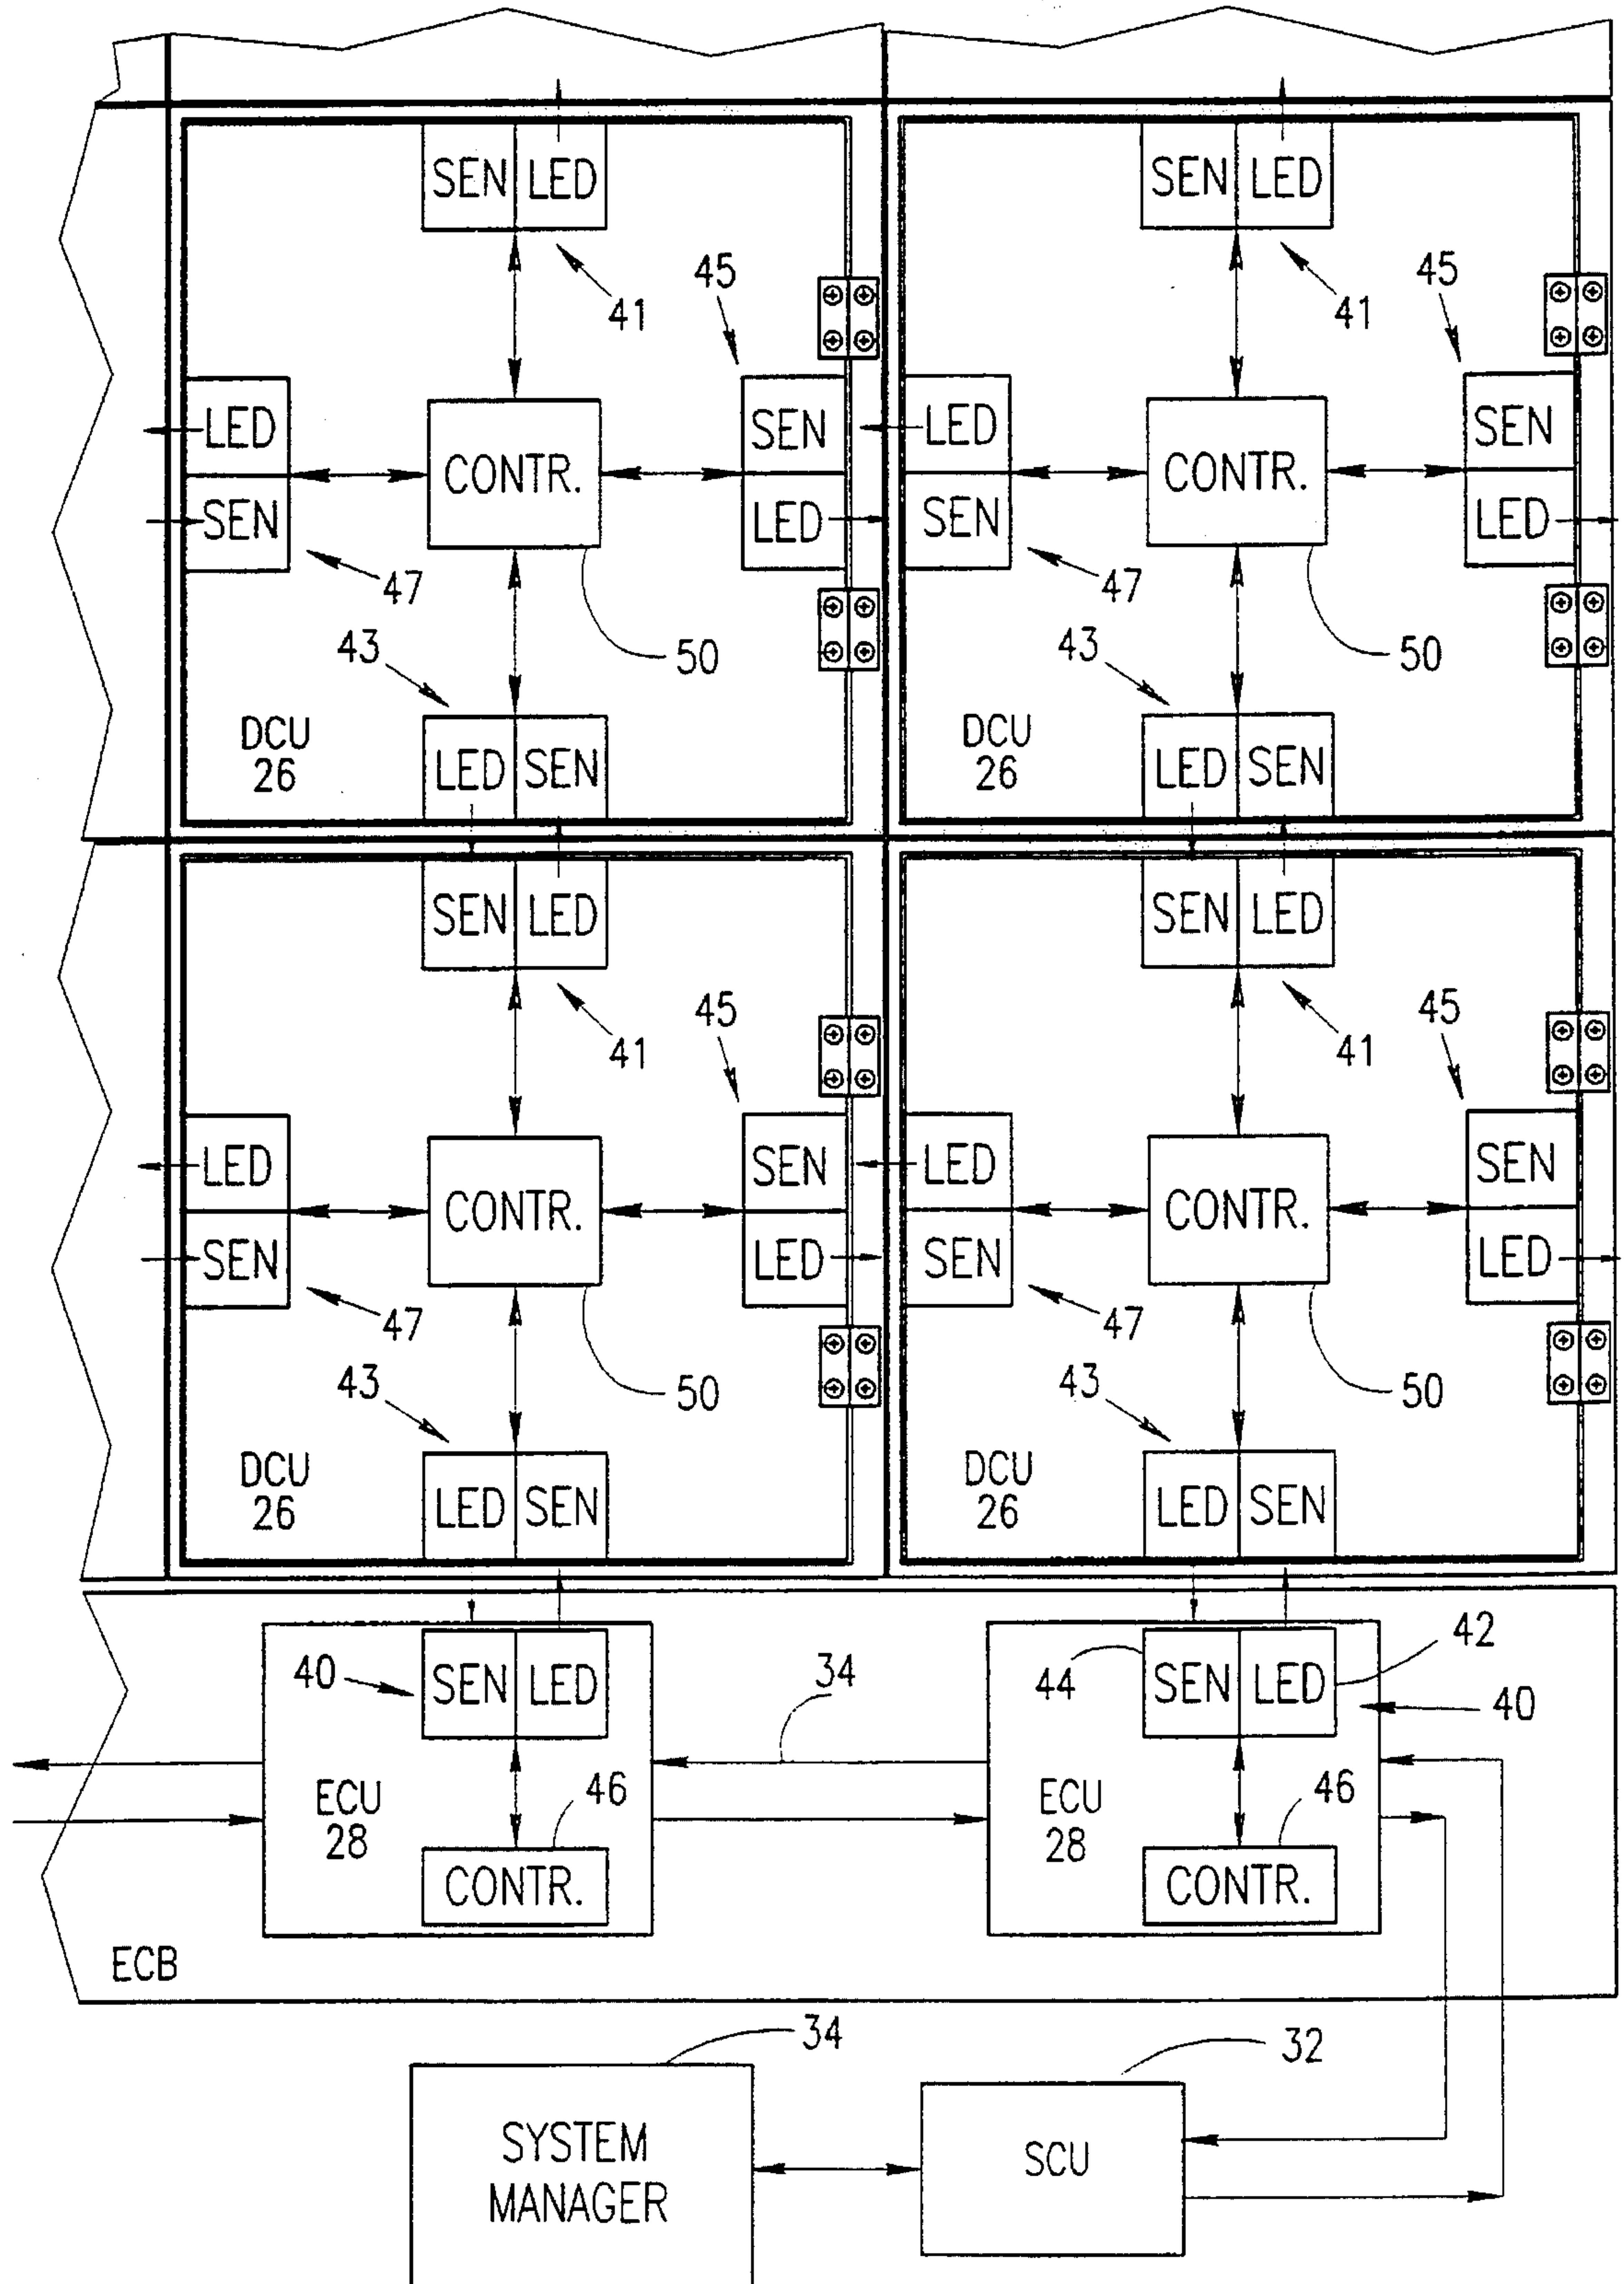 SEN LED
SEN LED
41
45
41
45
LED
SEN
CONTR.
SEN
LED
LED
SEN
CONTR.
SEN
LED
47
50
47
50
43
43
DCU
26
DCU
26
LED SEN
LED SEN
SEN LED
SEN LED
41
45
41
45
LED
SEN
CONTR.
SEN
LED
LED
SEN
CONTR.
SEN
LED
47
50
47
50
43
43
DCU
26
DCU
26
LED SEN
LED SEN
40
SEN LED
34
44
SEN LED
42
40
ECU
28
46
CONTR.
ECU
28
46
CONTR.
ECB
34
32
SYSTEM
MANAGER
SCU